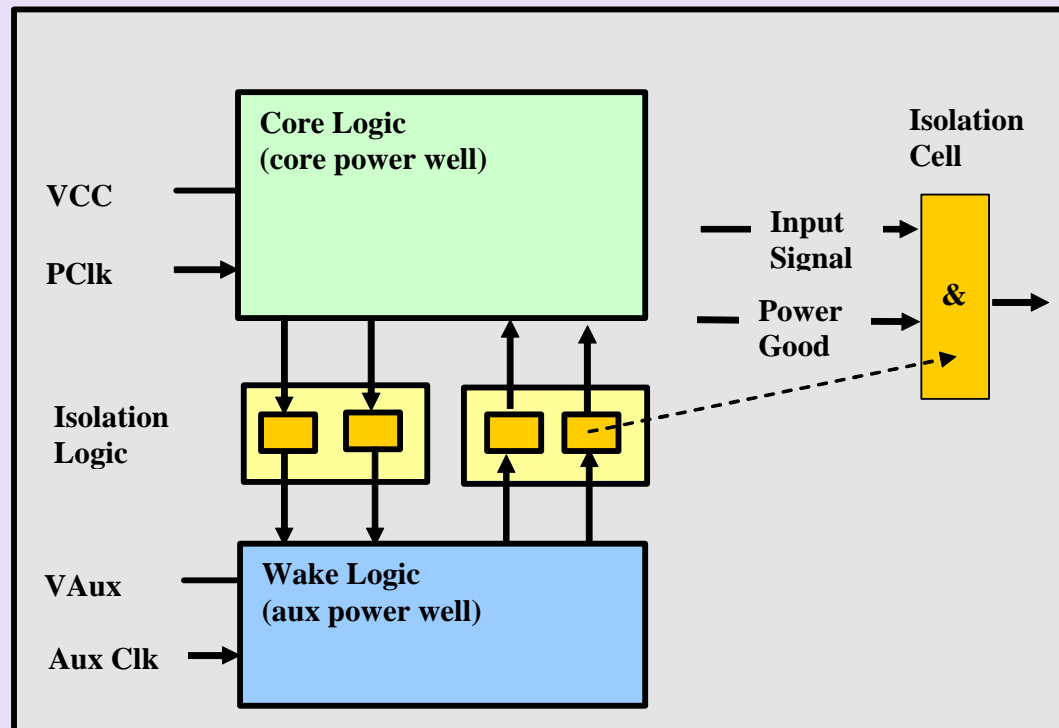 Core Logic
(core power well)
Isolation
Cell
VCC
PClk
Input
Signal
&
Power
Good
Isolation
Logic
VAux
Wake Logic
(aux power well)
Aux Clk